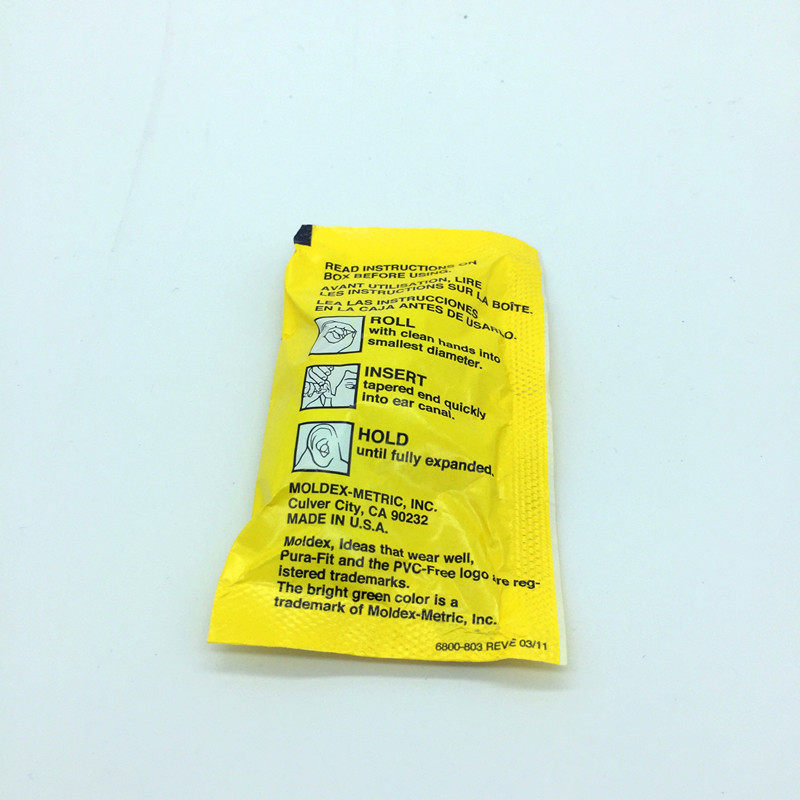 READ INSTRUCTIONS ON
BOX BEFORE USING.
AVANT UTILISATION, LIRE
LES INSTRUCTIONS SUR LA BOÎTE.
LEA LAS INSTRUCCIONES
EN LA CAJA ANTES DE USARLO.
ROLL
with clean hands into
smallest diameter.
INSERT
tapered end quickly
into ear canal.
HOLD
until fully expanded.
MOLDEX-METRIC, INC.
Culver City, CA 90232
MADE IN U.S.A.
Moldex, Ideas that wear well,
Pura-Fit and the PVC-Free logo are reg-
istered trademarks.
The bright green color is a
trademark of Moldex-Metric, Inc.
6800-803 REV E 03/11